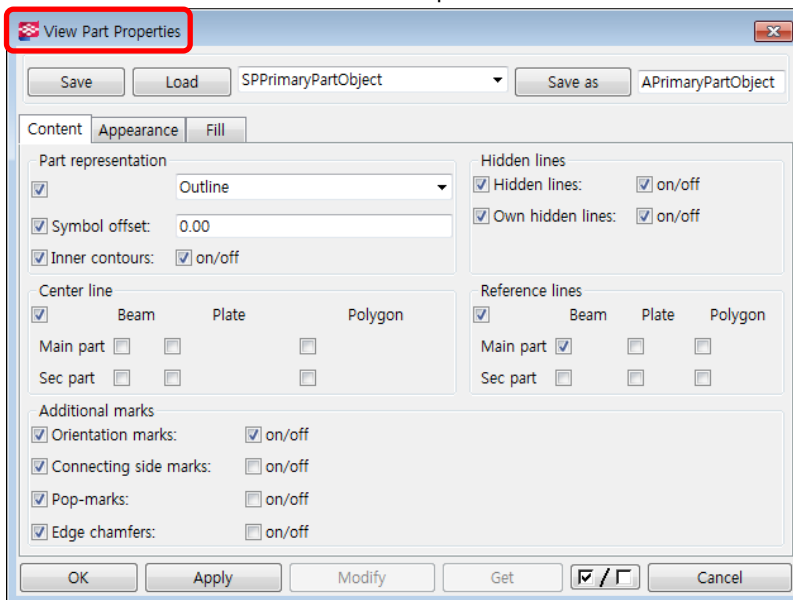 View Part Properties
Save Load SPPrimaryPartObject Save as APrimaryPartObject
Content Appearance Fill
Part representation
Outline
Symbol offset: 0.00
Inner contours: on/off
Hidden lines
Hidden lines: on/off
Own hidden lines: on/off
Center line
Beam Plate Polygon
Main part
Sec part
Reference lines
Beam Plate Polygon
Main part
Sec part
Additional marks
Orientation marks: on/off
Connecting side marks: on/off
Pop-marks: on/off
Edge chamfers: on/off
OK Apply Modify Get / Cancel